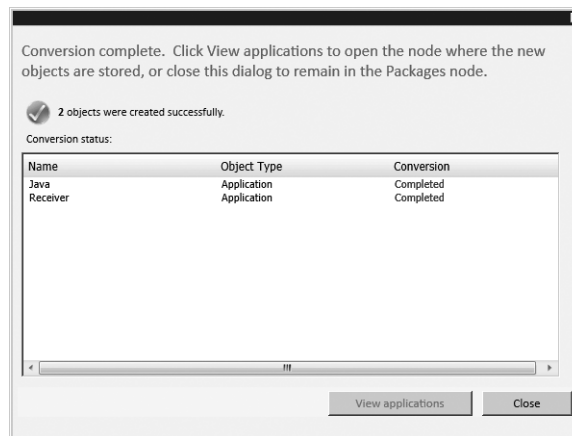 Conversion complete. Click View applications to open the node where the new
objects are stored, or close this dialog to remain in the Packages node.
2 objects were created successfully.
Conversion status:
Name Object Type Conversion
Java Application Completed
Receiver Application Completed
View applications Close